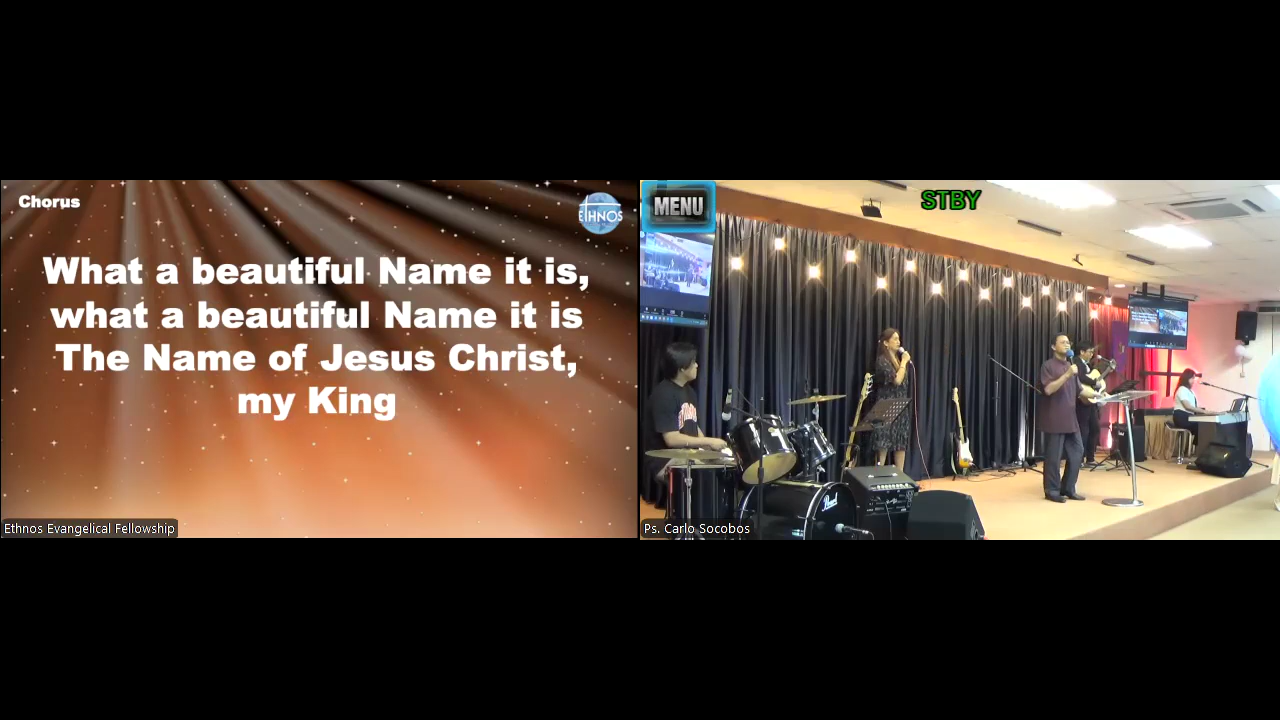 Chorus
ETHNOS
What a beautiful Name it is,
what a beautiful Name it is
The Name of Jesus Christ,
my King
Ethnos Evangelical Fellowship
MENU
STBY
Pearl
Ps. Carlo Socobos